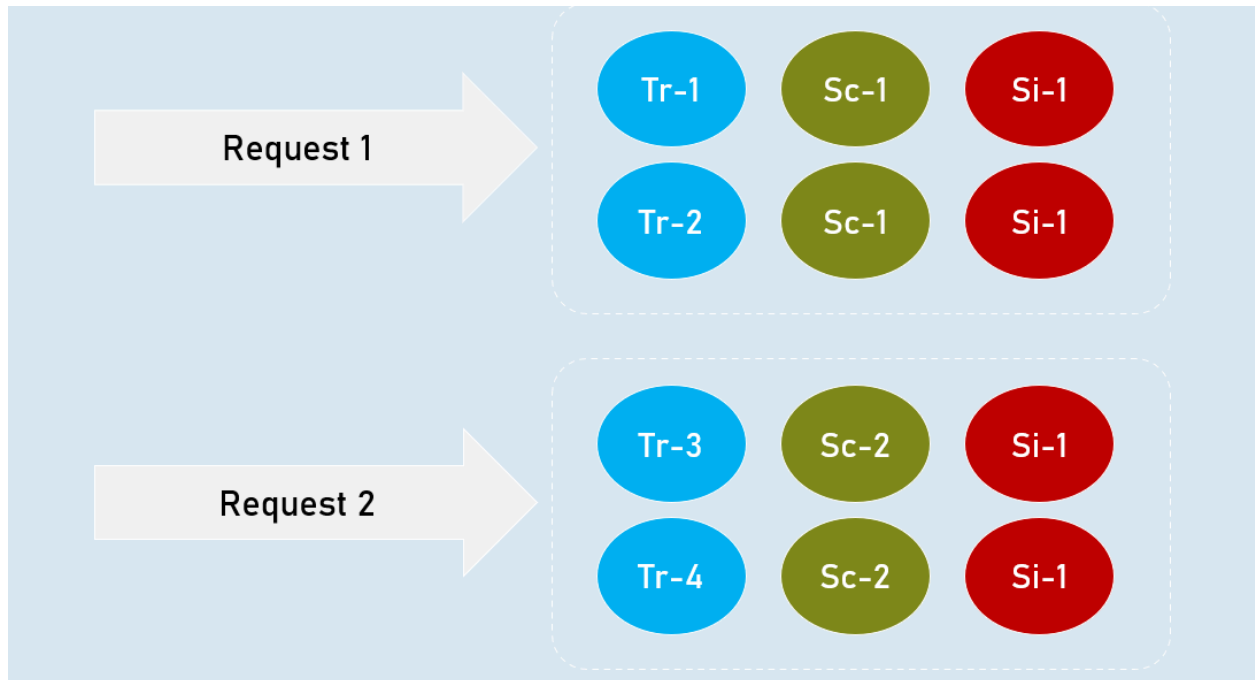 Request 1
Tr-1 Sc-1 Si-1
Tr-2 Sc-1 Si-1
Request 2
Tr-3 Sc-2 Si-1
Tr-4 Sc-2 Si-1